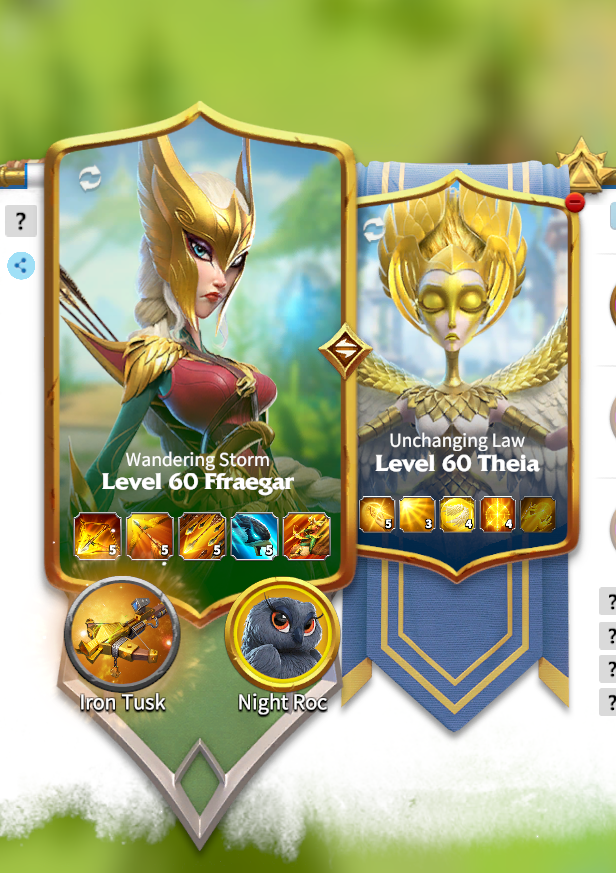 ?
Wandering Storm
Level 60 Ffraegar
5
5
5
5
Unchanging Law
Level 60 Theia
5
3
4
4
Iron Tusk
Night Roc
?
?
?
?